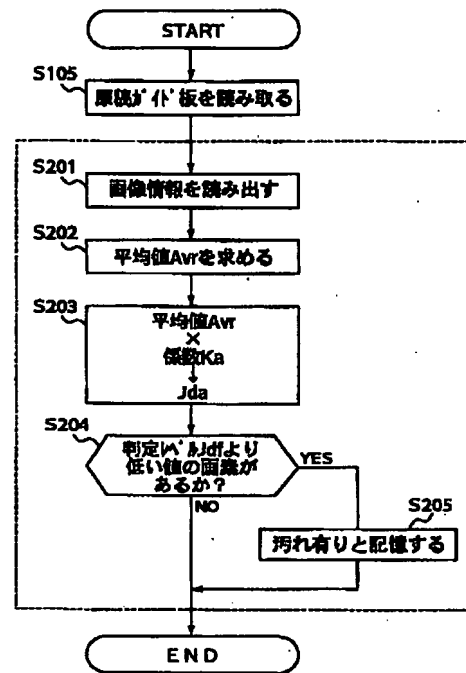 START
S105
原稿ガイド板を読み取る
S201
画像情報を読み出す
S202
平均値Avrを求める
S203
平均値Avr
×
係数Ka
↓
Jda
S204
判定レベルJdfより
低い値の画素が
あるか?
YES
NO
S205
汚れ有りと記憶する
END